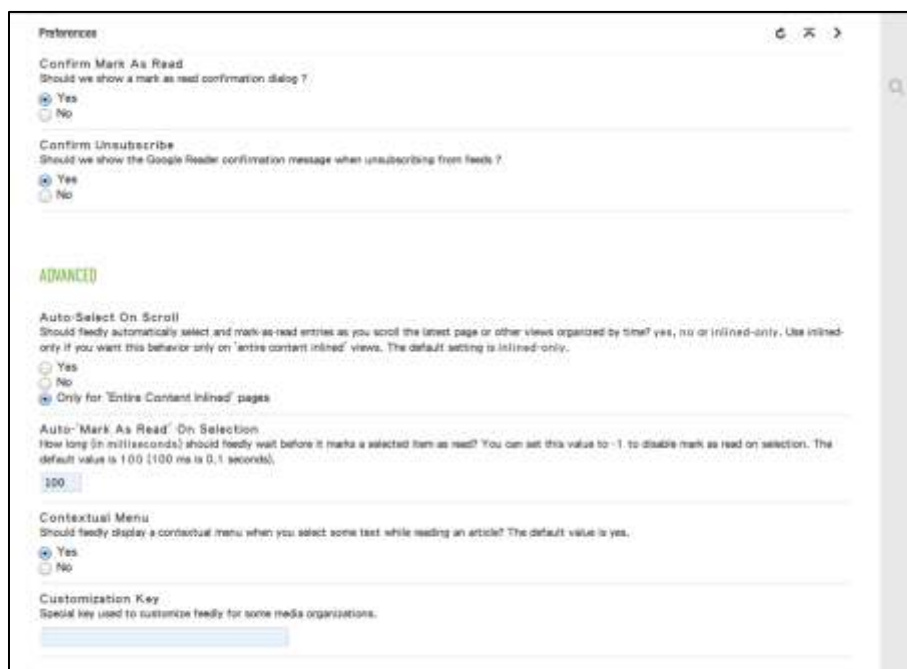 Preferences
Confirm Mark As Read
Should we show a mark as read confirmation dialog ?
Yes
No
Confirm Unsubscribe
Should we show the Google Reader confirmation message when unsubscribing from feeds ?
Yes
No
ADVANCED
Auto-Select On Scroll
Should feedly automatically select and mark-as-read entries as you scroll the latest page or other views organized by time? yes, no or inlined-only. Use inlined-
only if you want this behavior only on 'entire content inlined' views. The default setting is inlined-only.
Yes
No
Only for 'Entire Content Inlined' pages
Auto-'Mark As Read' On Selection
How long (in milliseconds) should feedly wait before it marks a selected item as read? You can set this value to -1 to disable mark as read on selection. The
default value is 100 (100 ms is 0.1 seconds).
100
Contextual Menu
Should feedly display a contextual menu when you select some text while reading an article? The default value is yes.
Yes
No
Customization Key
Special key used to customize feedly for some media organizations.